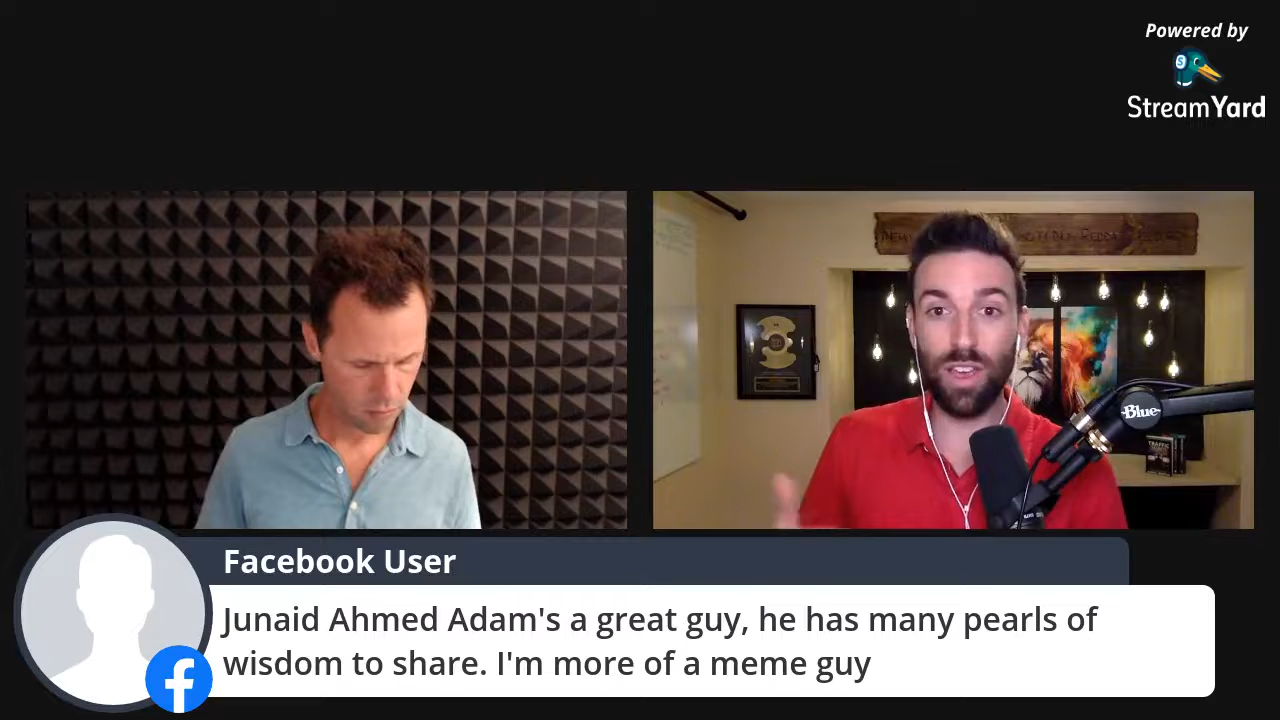 Powered by
StreamYard
Blue
TRAFFIC
Facebook User
Junaid Ahmed Adam's a great guy, he has many pearls of
wisdom to share. I'm more of a meme guy